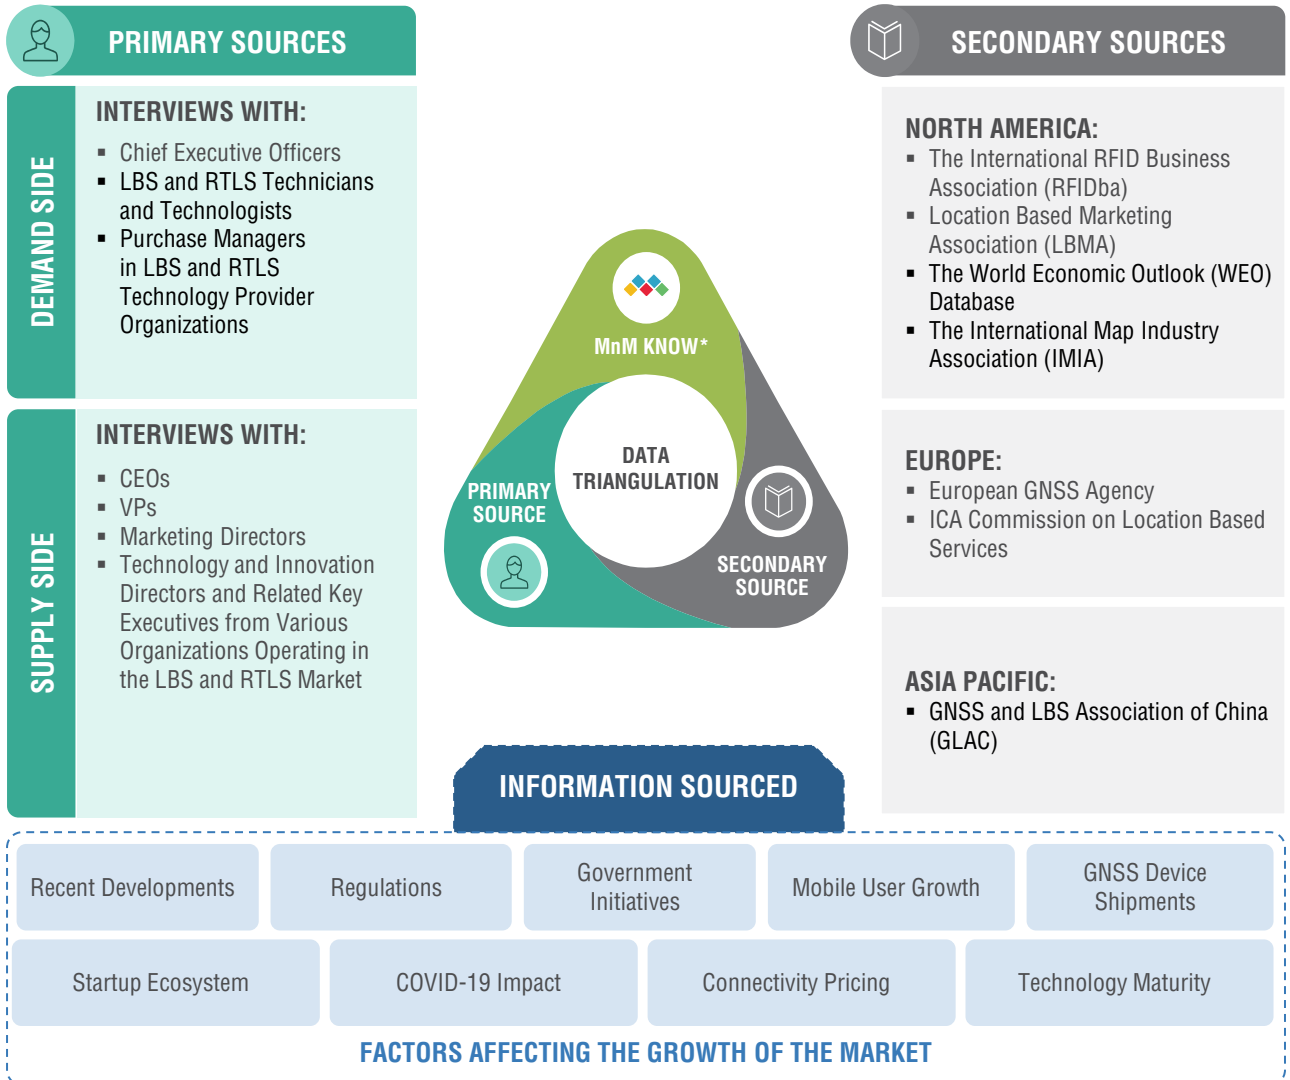 PRIMARY SOURCES
DEMAND SIDE
INTERVIEWS WITH:
▪ Chief Executive Officers
▪ LBS and RTLS Technicians
and Technologists
▪ Purchase Managers
in LBS and RTLS
Technology Provider
Organizations
SUPPLY SIDE
INTERVIEWS WITH:
▪ CEOs
▪ VPs
▪ Marketing Directors
▪ Technology and Innovation
Directors and Related Key
Executives from Various
Organizations Operating in
the LBS and RTLS Market
MnM KNOW*
DATA
TRIANGULATION
PRIMARY
SOURCE
SECONDARY
SOURCE
SECONDARY SOURCES
NORTH AMERICA:
▪ The International RFID Business
Association (RFIDba)
▪ Location Based Marketing
Association (LBMA)
▪ The World Economic Outlook (WEO)
Database
▪ The International Map Industry
Association (IMIA)
EUROPE:
▪ European GNSS Agency
▪ ICA Commission on Location Based
Services
ASIA PACIFIC:
▪ GNSS and LBS Association of China
(GLAC)
INFORMATION SOURCED
Recent Developments
Regulations
Government
Initiatives
Mobile User Growth
GNSS Device
Shipments
Startup Ecosystem
COVID-19 Impact
Connectivity Pricing
Technology Maturity
FACTORS AFFECTING THE GROWTH OF THE MARKET